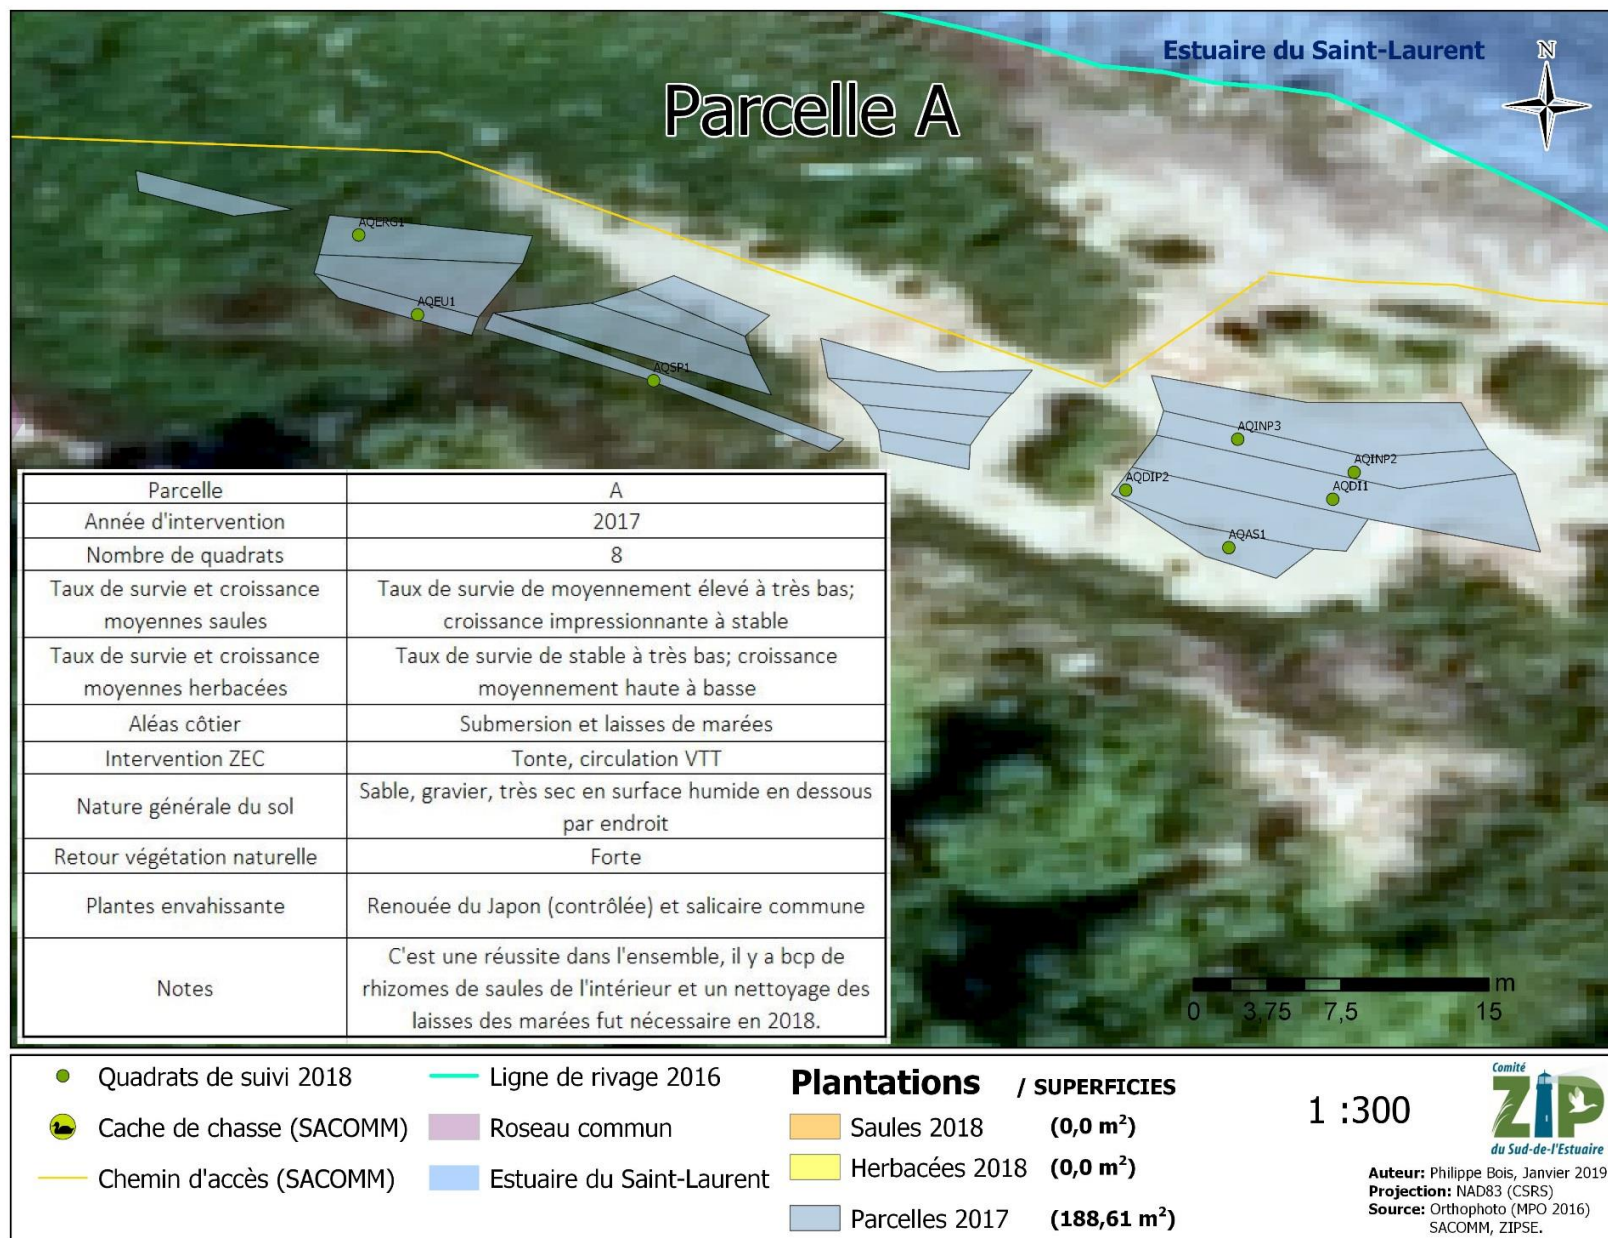 Estuaire du Saint-Laurent
N
Parcelle A
AQERG1
AQEU1
AQSP1
AQINP3
AQINP2
AQDIP2
AQDI1
AQAS1
Parcelle A
Année d'intervention 2017
Nombre de quadrats 8
Taux de survie et croissance moyennes saules
Taux de survie de moyennement élevé à très bas;
croissance impressionnante à stable
Taux de survie et croissance moyennes herbacées
Taux de survie de stable à très bas; croissance
moyennement haute à basse
Aléas côtier Submersion et laisses de marées
Intervention ZEC Tonte, circulation VTT
Nature générale du sol
Sable, gravier, très sec en surface humide en dessous
par endroit
Retour végétation naturelle Forte
Plantes envahissante Renouée du Japon (contrôlée) et salicaire commune
Notes
C'est une réussite dans l'ensemble, il y a bcp de
rhizomes de saules de l'intérieur et un nettoyage des
laisses des marées fut nécessaire en 2018.
m
0 3,75 7,5 15
Quadrats de suivi 2018
Cache de chasse (SACOMM)
Chemin d'accès (SACOMM)
Ligne de rivage 2016
Roseau commun
Estuaire du Saint-Laurent
Plantations / SUPERFICIES
Saules 2018 (0,0 m²)
Herbacées 2018 (0,0 m²)
Parcelles 2017 (188,61 m²)
1 :300
Comité
ZIP
du Sud-de-l'Estuaire
Auteur: Philippe Bois, Janvier 2019
Projection: NAD83 (CSRS)
Source: Orthophoto (MPO 2016)
SACOMM, ZIPSE.